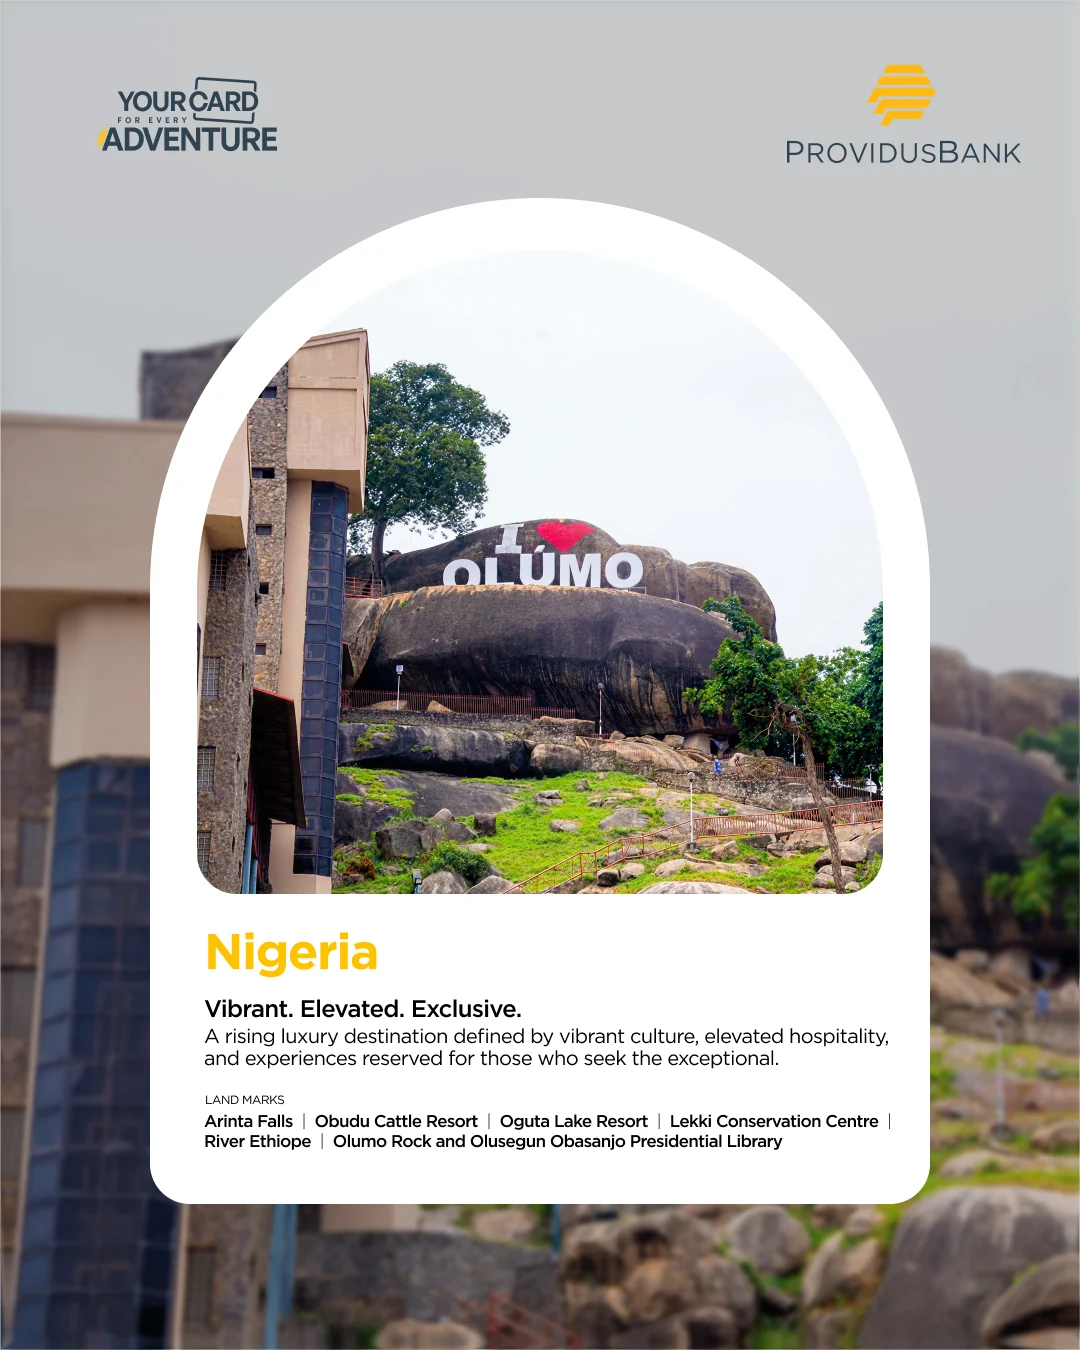 YOUR CARD
FOR EVERY
ADVENTURE
PROVIDUSBANK
I ❤
OLÚMO
Nigeria
Vibrant. Elevated. Exclusive.
A rising luxury destination defined by vibrant culture, elevated hospitality,
and experiences reserved for those who seek the exceptional.
LAND MARKS
Arinta Falls | Obudu Cattle Resort | Oguta Lake Resort | Lekki Conservation Centre |
River Ethiope | Olumo Rock and Olusegun Obasanjo Presidential Library